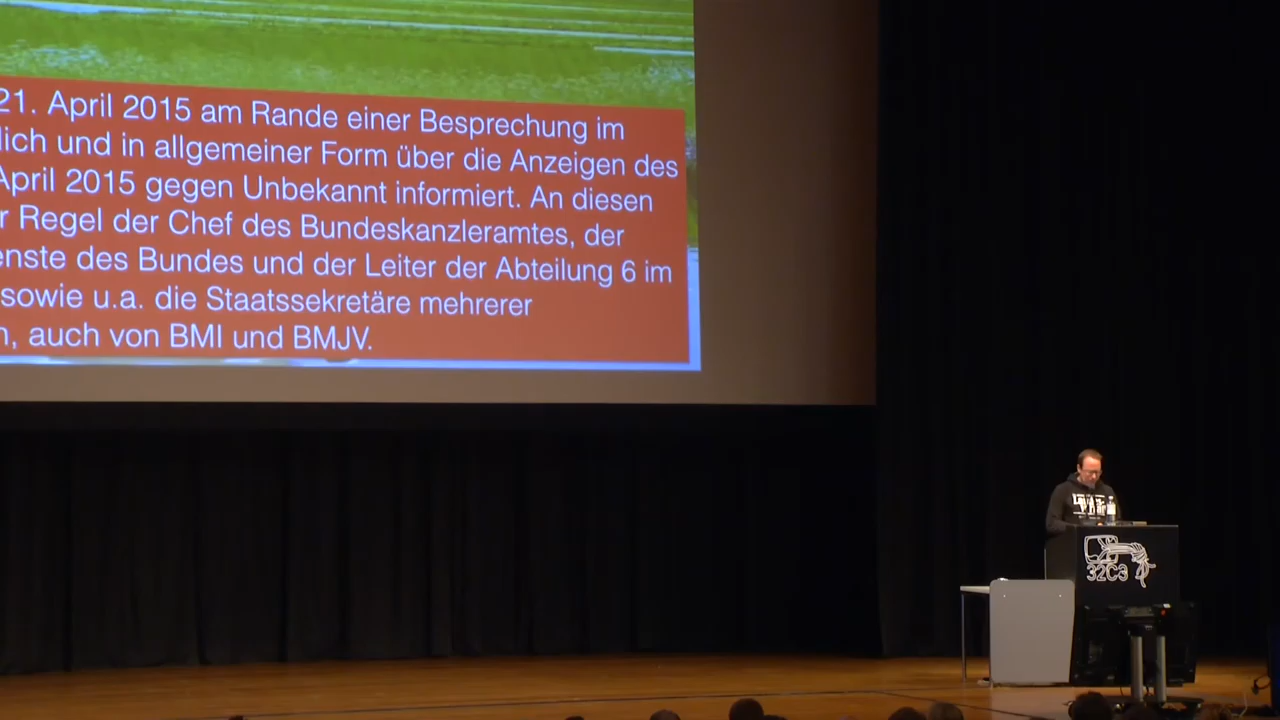 21. April 2015 am Rande einer Besprechung im
lich und in allgemeiner Form über die Anzeigen des
April 2015 gegen Unbekannt informiert. An diesen
r Regel der Chef des Bundeskanzleramtes, der
enste des Bundes und der Leiter der Abteilung 6 im
sowie u.a. die Staatssekretäre mehrerer
n, auch von BMI und BMJV.
32C3